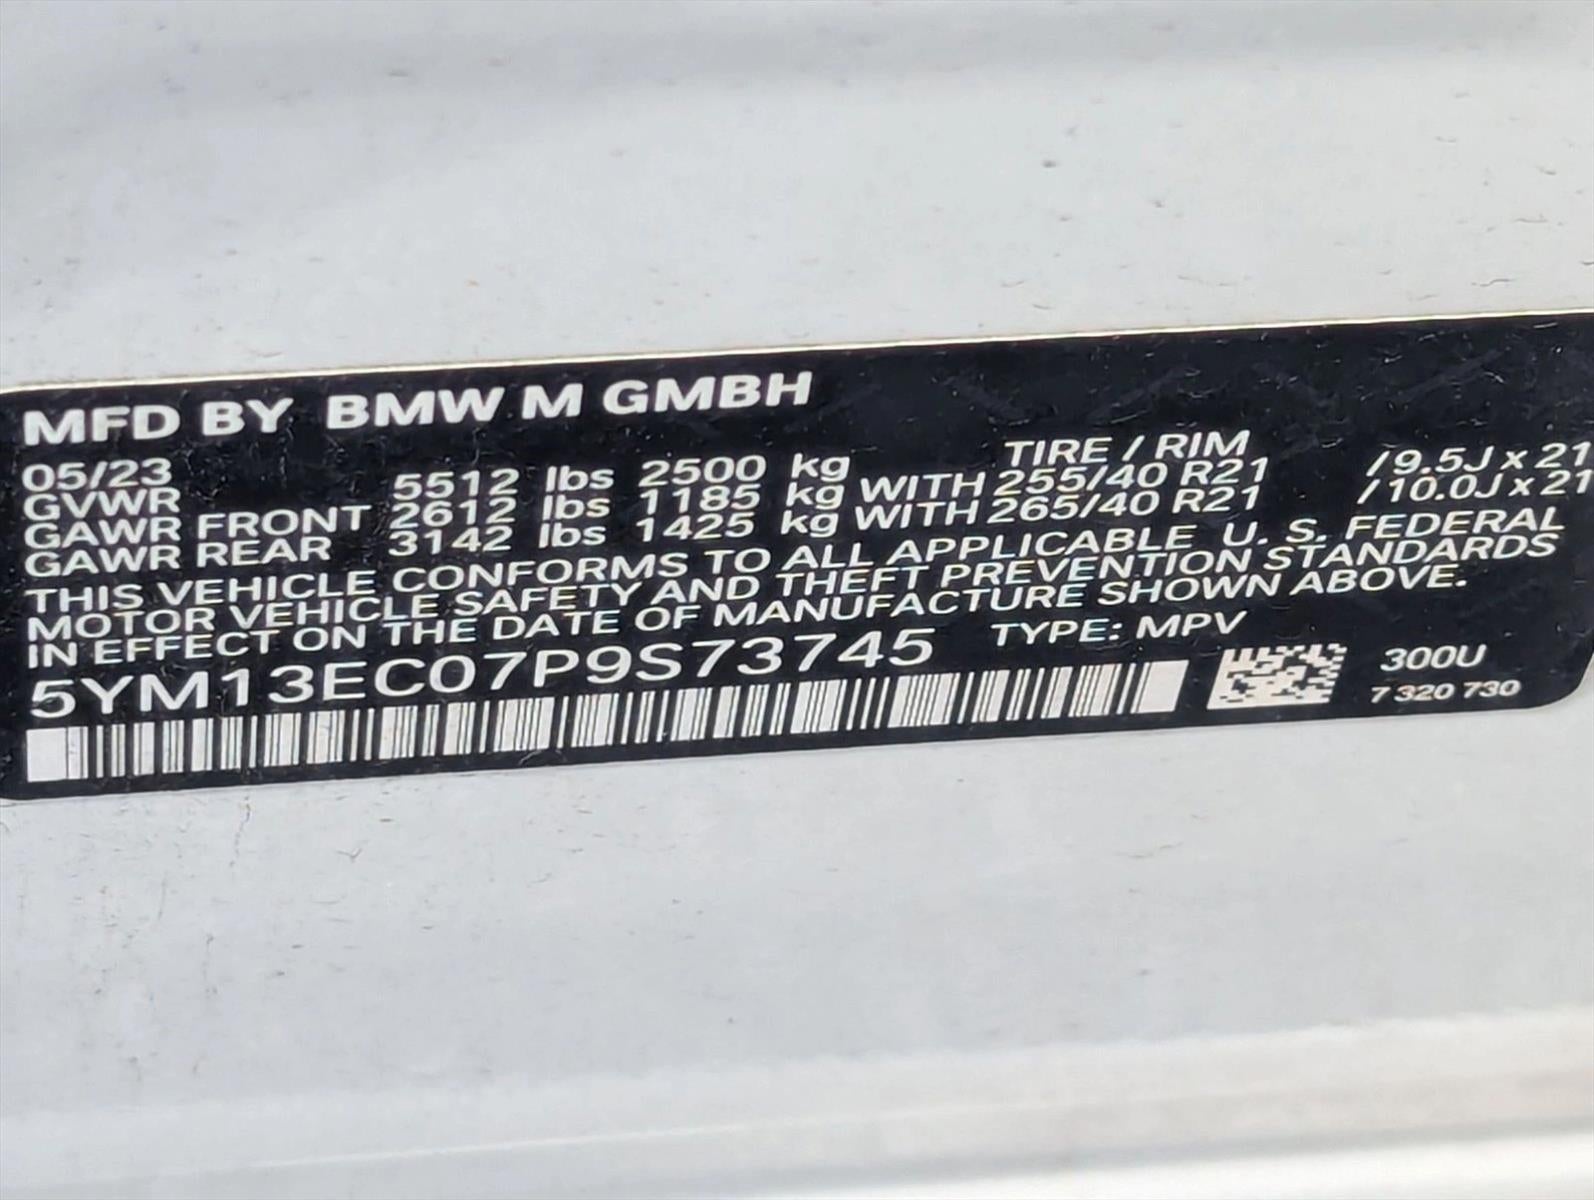 MFD BY BMW M GMBH
05/23 TIRE / RIM
GVWR 5512 lbs 2500 kg
GAWR FRONT 2612 lbs 1185 kg WITH 255/40 R21 /9.5J x 21
GAWR REAR 3142 lbs 1425 kg WITH 265/40 R21 /10.0J x 21
THIS VEHICLE CONFORMS TO ALL APPLICABLE U. S. FEDERAL
MOTOR VEHICLE SAFETY AND THEFT PREVENTION STANDARDS
IN EFFECT ON THE DATE OF MANUFACTURE SHOWN ABOVE.
5YM13EC07P9S73745 TYPE: MPV
300U
7 320 730